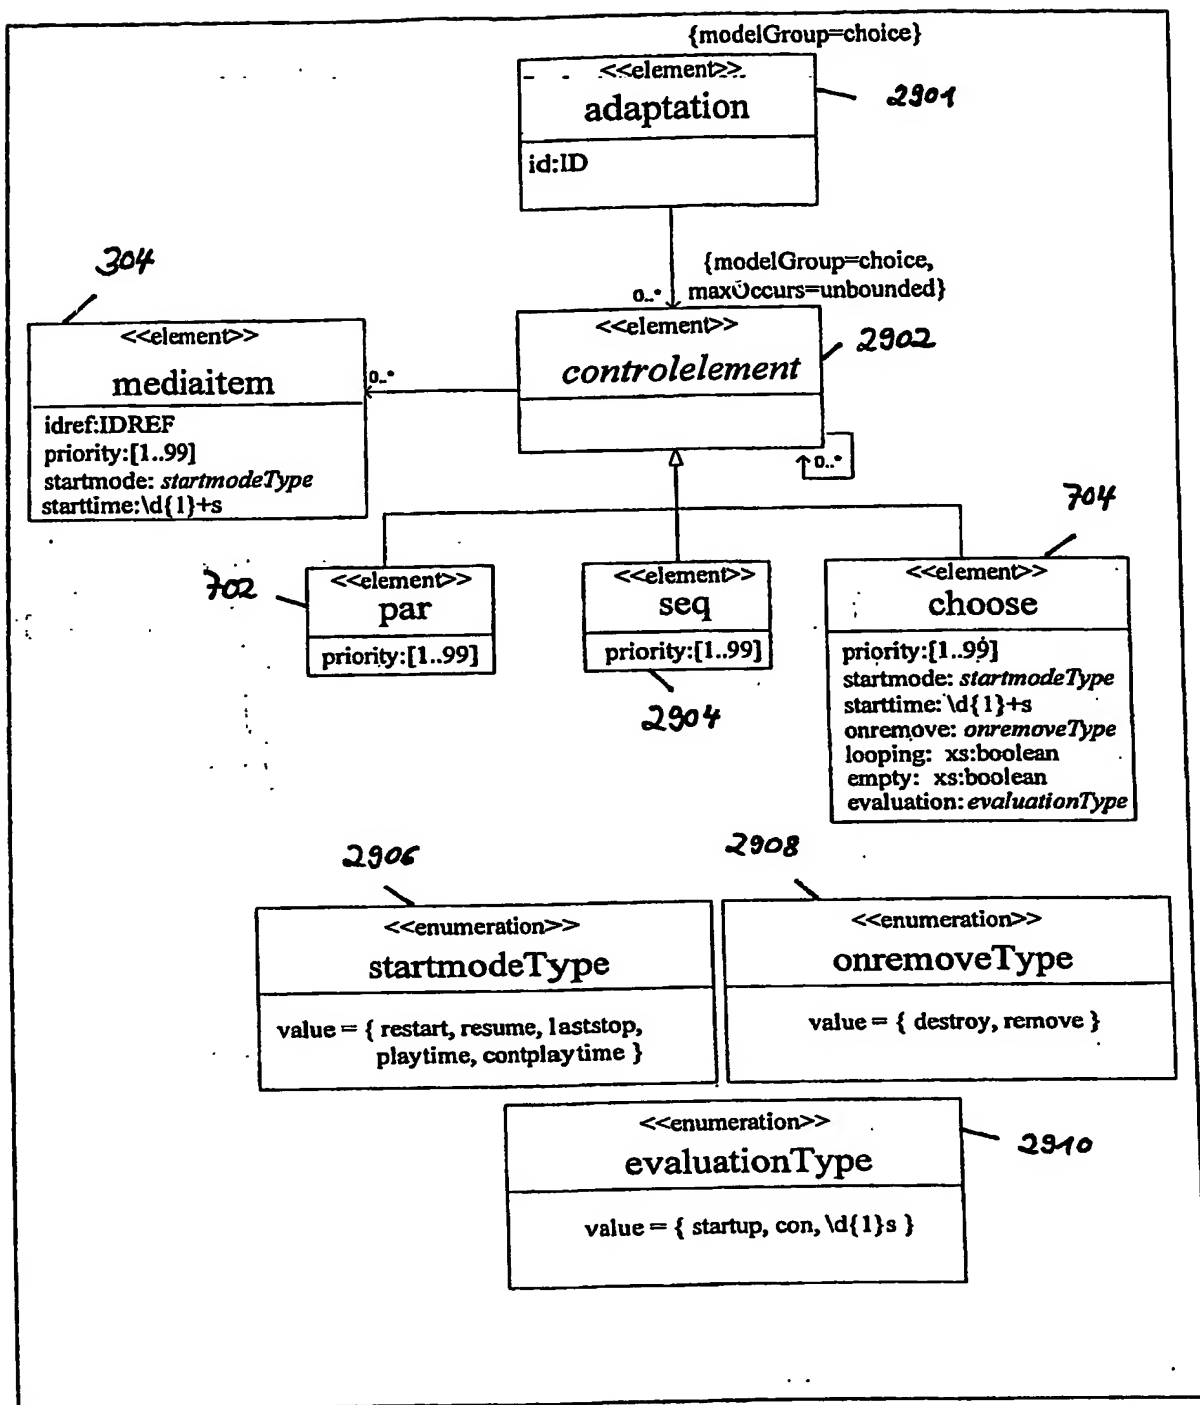 {modelGroup=choice}
<<element>>
adaptation
2901
id:ID
304
{modelGroup=choice,
maxOccurs=unbounded}
0..*
<<element>>
mediaitem
idref:IDREF
priority:[1..99]
startmode: startmodeType
starttime:\d{1}+s
0..*
<<element>>
controlelement
2902
0..*
704
702
<<element>>
par
priority:[1..99]
<<element>>
seq
priority:[1..99]
2904
<<element>>
choose
priority:[1..99]
startmode: startmodeType
starttime: \d{1}+s
onremove: onremoveType
looping: xs:boolean
empty: xs:boolean
evaluation: evaluationType
2906
2908
<<enumeration>>
startmodeType
value = { restart, resume, laststop,
playtime, contplaytime }
<<enumeration>>
onremoveType
value = { destroy, remove }
<<enumeration>>
evaluationType
2910
value = { startup, con, \d{1}s }